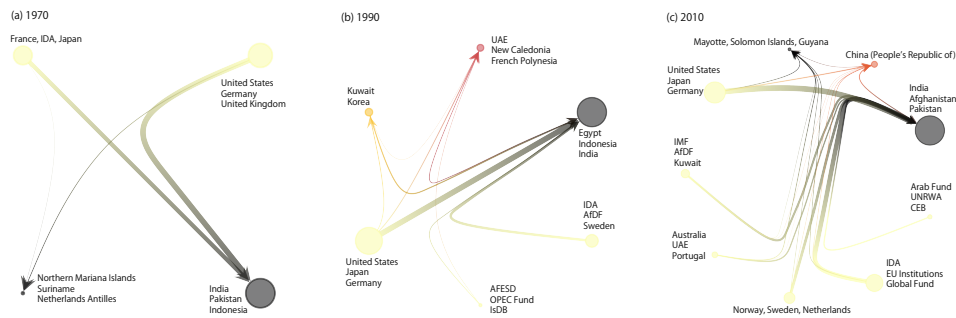 (a) 1970
France, IDA, Japan
United States
Germany
United Kingdom
Northern Mariana Islands
Suriname
Netherlands Antilles
India
Pakistan
Indonesia
(b) 1990
UAE
New Caledonia
French Polynesia
Kuwait
Korea
Egypt
Indonesia
India
IDA
AfDF
Sweden
United States
Japan
Germany
AFESD
OPEC Fund
IsDB
(c) 2010
Mayotte, Solomon Islands, Guyana
China (People's Republic of)
United States
Japan
Germany
India
Afghanistan
Pakistan
IMF
AfDF
Kuwait
Arab Fund
UNRWA
CEB
Australia
UAE
Portugal
IDA
EU Institutions
Global Fund
Norway, Sweden, Netherlands